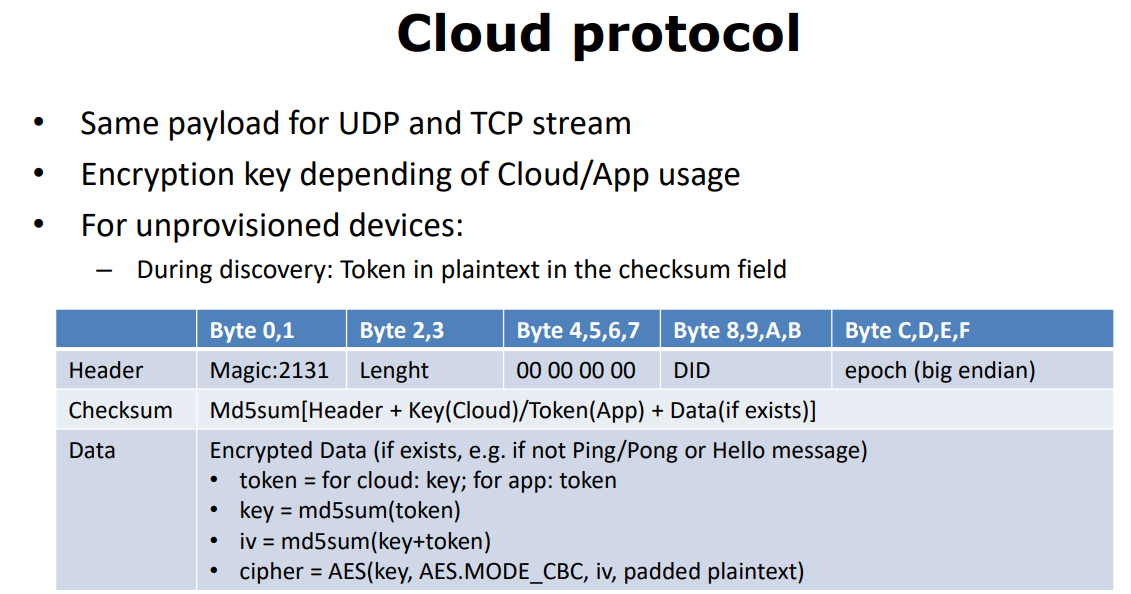 Cloud protocol
• Same payload for UDP and TCP stream
• Encryption key depending of Cloud/App usage
• For unprovisioned devices:
– During discovery: Token in plaintext in the checksum field
Byte 0,1 Byte 2,3 Byte 4,5,6,7 Byte 8,9,A,B Byte C,D,E,F
Header Magic:2131 Lenght 00 00 00 00 DID epoch (big endian)
Checksum Md5sum[Header + Key(Cloud)/Token(App) + Data(if exists)]
Data Encrypted Data (if exists, e.g. if not Ping/Pong or Hello message)
• token = for cloud: key; for app: token
• key = md5sum(token)
• iv = md5sum(key+token)
• cipher = AES(key, AES.MODE_CBC, iv, padded plaintext)